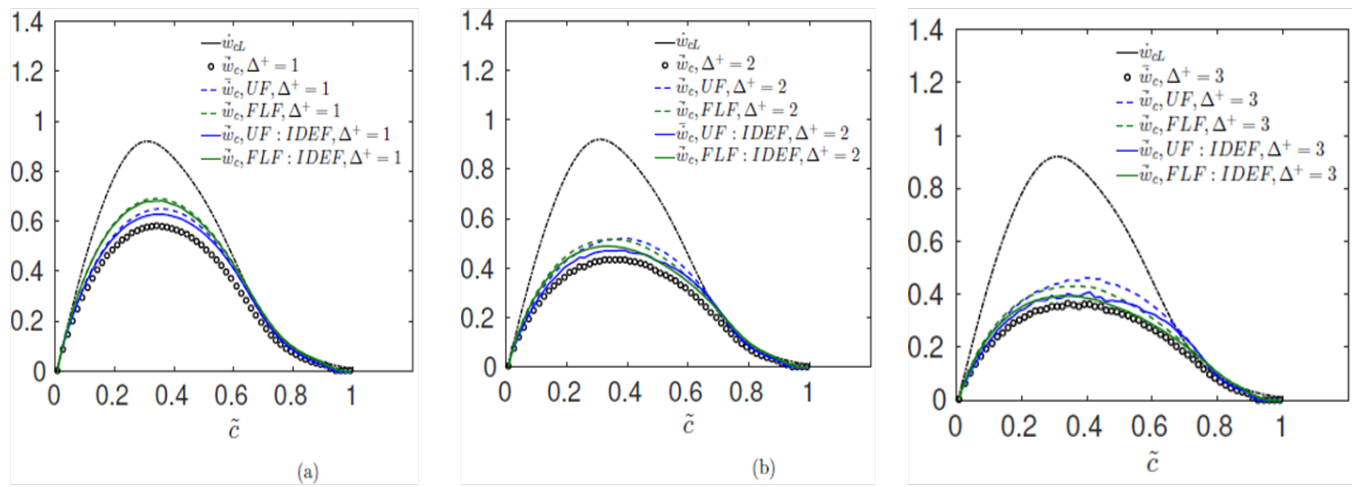 1.4
1.2
1
0.8
0.6
0.4
0.2
0
0 0.2 0.4 0.6 0.8 1
c̃
(a)
ẇ_cL
w̄̇_c, Δ⁺ = 1
w̄̇_c, UF, Δ⁺ = 1
w̄̇_c, FLF, Δ⁺ = 1
w̄̇_c, UF : IDEF, Δ⁺ = 1
w̄̇_c, FLF : IDEF, Δ⁺ = 1
1.4
1.2
1
0.8
0.6
0.4
0.2
0
0 0.2 0.4 0.6 0.8 1
c̃
(b)
ẇ_cL
w̄̇_c, Δ⁺ = 2
w̄̇_c, UF, Δ⁺ = 2
w̄̇_c, FLF, Δ⁺ = 2
w̄̇_c, UF : IDEF, Δ⁺ = 2
w̄̇_c, FLF : IDEF, Δ⁺ = 2
1.4
1.2
1
0.8
0.6
0.4
0.2
0
0 0.2 0.4 0.6 0.8 1
c̃
ẇ_cL
w̄̇_c, Δ⁺ = 3
w̄̇_c, UF, Δ⁺ = 3
w̄̇_c, FLF, Δ⁺ = 3
w̄̇_c, UF : IDEF, Δ⁺ = 3
w̄̇_c, FLF : IDEF, Δ⁺ = 3